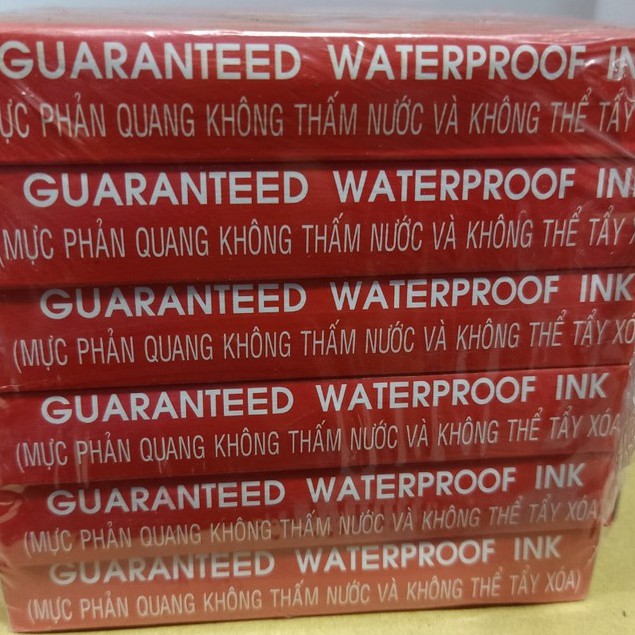 GUARANTEED WATERPROOF
PHẢN QUANG KHÔNG THẤM NƯỚC VÀ KHÔNG THỂ TẨY
GUARANTEED WATERPROOF INK
(MỰC PHẢN QUANG KHÔNG THẤM NƯỚC VÀ KHÔNG THỂ TẨY
GUARANTEED WATERPROOF INK
(MỰC PHẢN QUANG KHÔNG THẤM NƯỚC VÀ KHÔNG THỂ TẨY
GUARANTEED WATERPROOF INK
(MỰC PHẢN QUANG KHÔNG THẤM NƯỚC VÀ KHÔNG THỂ TẨY XÓA
GUARANTEED WATERPROOF INK
(MỰC PHẢN QUANG KHÔNG THẤM NƯỚC VÀ KHÔNG THỂ TẨY XÓA
GUARANTEED WATERPROOF INK
(MỰC PHẢN QUANG KHÔNG THẤM NƯỚC VÀ KHÔNG THỂ TẨY XÓA)